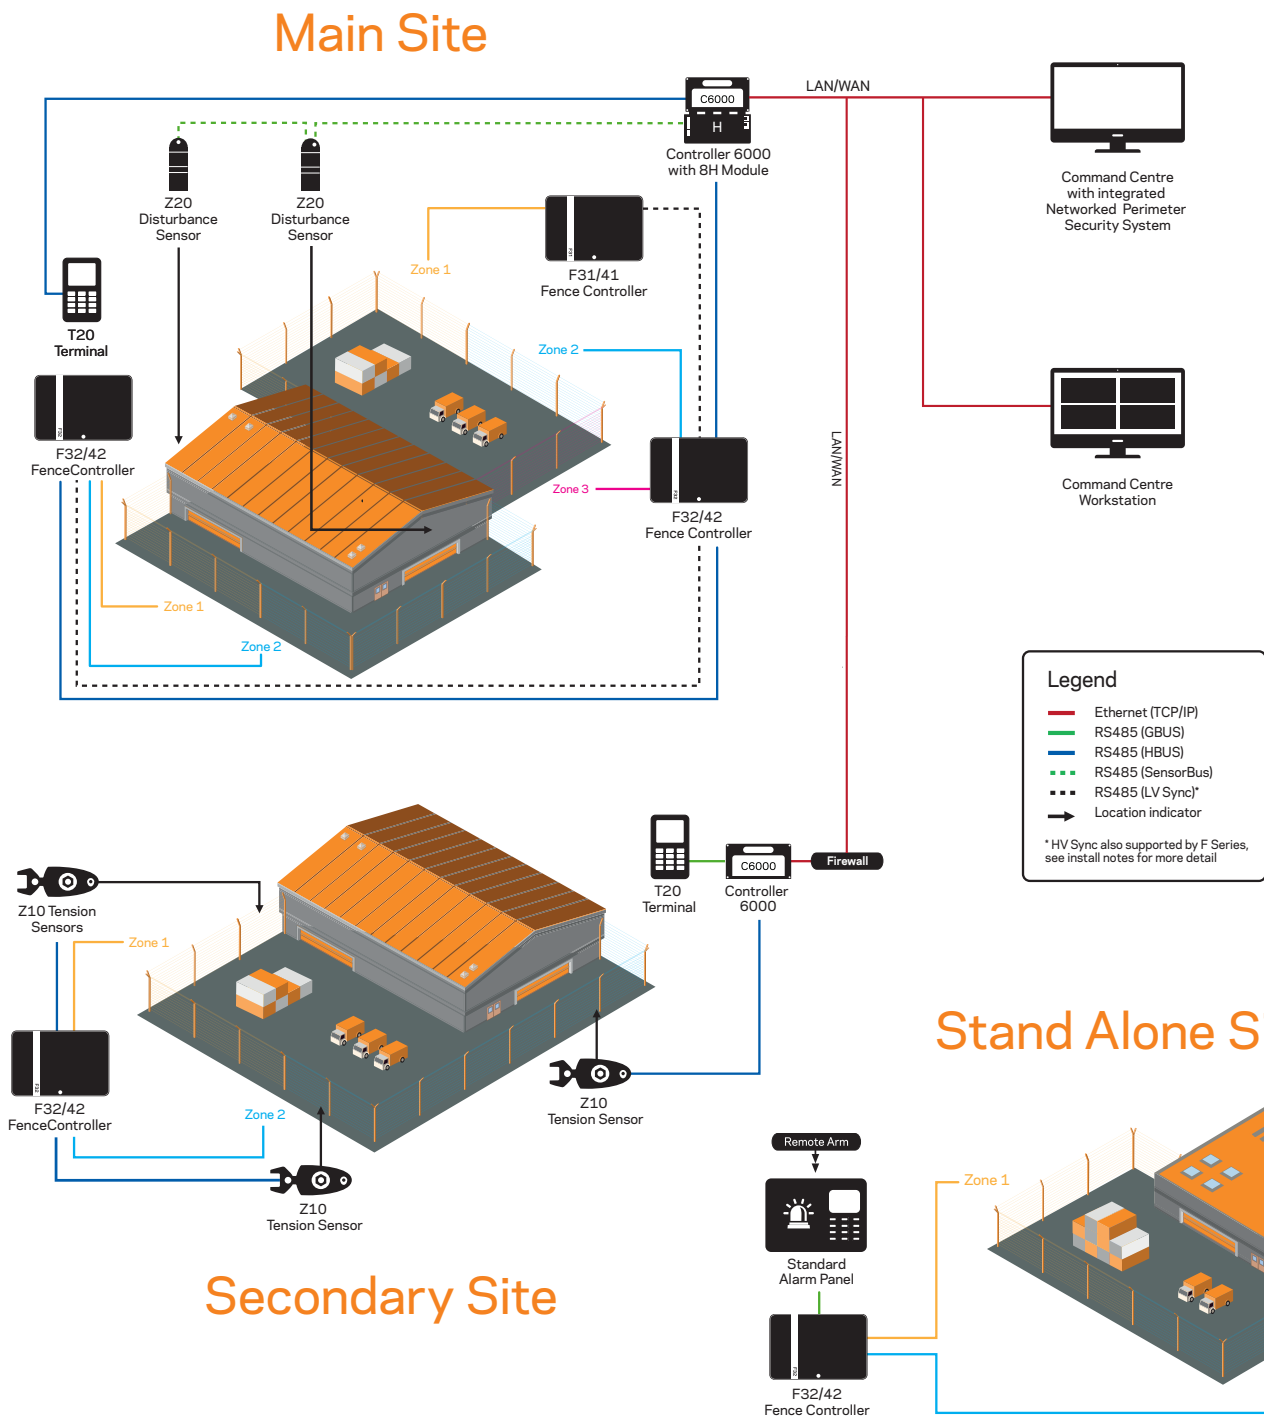 Main Site
LAN/WAN
C6000
H
Controller 6000
with 8H Module
Command Centre
with integrated
Networked Perimeter
Security System
Z20
Disturbance
Sensor
Z20
Disturbance
Sensor
Zone 1
F31
F31/41
Fence Controller
T20
Terminal
Zone 2
F32
F32/42
FenceController
LAN/WAN
Zone 3
F32
F32/42
Fence Controller
Command Centre
Workstation
Zone 1
Zone 2
Legend
Ethernet (TCP/IP)
RS485 (GBUS)
RS485 (HBUS)
RS485 (SensorBus)
RS485 (LV Sync)*
Location indicator
* HV Sync also supported by F Series,
see install notes for more detail
Firewall
C6000
T20
Terminal
Controller
6000
Z10 Tension
Sensors
Zone 1
F32
F32/42
FenceController
Zone 2
Z10
Tension Sensor
Z10
Tension Sensor
Secondary Site
Stand Alone S
Remote Arm
Zone 1
Standard
Alarm Panel
F32
F32/42
Fence Controller